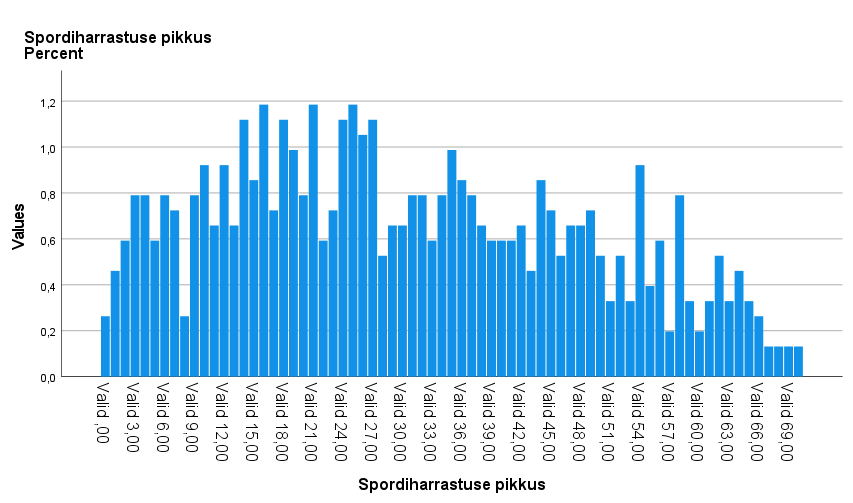 Spordiharrastuse pikkus
Percent
Values
1,2
1,0
0,8
0,6
0,4
0,2
0,0
Valid ,00
Valid 3,00
Valid 6,00
Valid 9,00
Valid 12,00
Valid 15,00
Valid 18,00
Valid 21,00
Valid 24,00
Valid 27,00
Valid 30,00
Valid 33,00
Valid 36,00
Valid 39,00
Valid 42,00
Valid 45,00
Valid 48,00
Valid 51,00
Valid 54,00
Valid 57,00
Valid 60,00
Valid 63,00
Valid 66,00
Valid 69,00
Spordiharrastuse pikkus